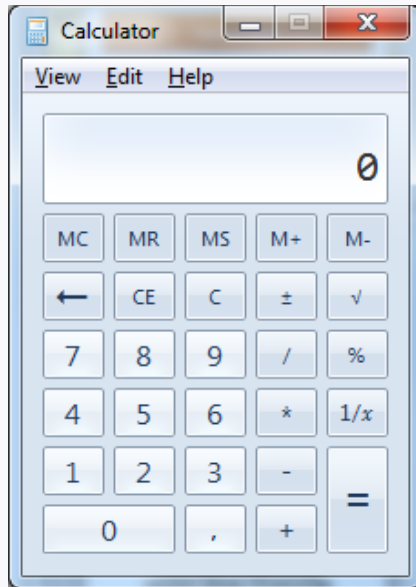 Calculator
View Edit Help
0
MC MR MS M+ M-
← CE C ± √
7 8 9 / %
4 5 6 * 1/x
1 2 3 - =
0 , +